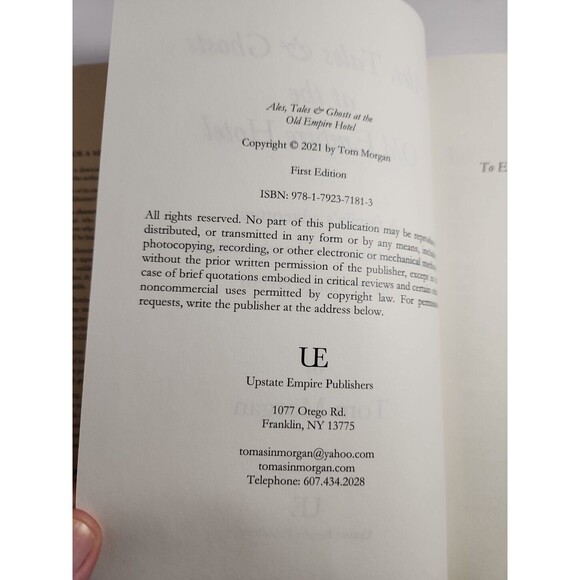 Ales, Tales & Ghosts at the
Old Empire Hotel
Copyright © 2021 by Tom Morgan
First Edition
ISBN: 978-1-7923-7181-3
All rights reserved. No part of this publication may be
distributed, or transmitted in any form or by any means,
photocopying, recording, or other electronic or mechanical
without the prior written permission of the publisher, except
case of brief quotations embodied in critical reviews and certain
noncommercial uses permitted by copyright law. For
requests, write the publisher at the address below.
UE
Upstate Empire Publishers
1077 Otego Rd.
Franklin, NY 13775
tomasinmorgan@yahoo.com
tomasinmorgan.com
Telephone: 607.434.2028
To E